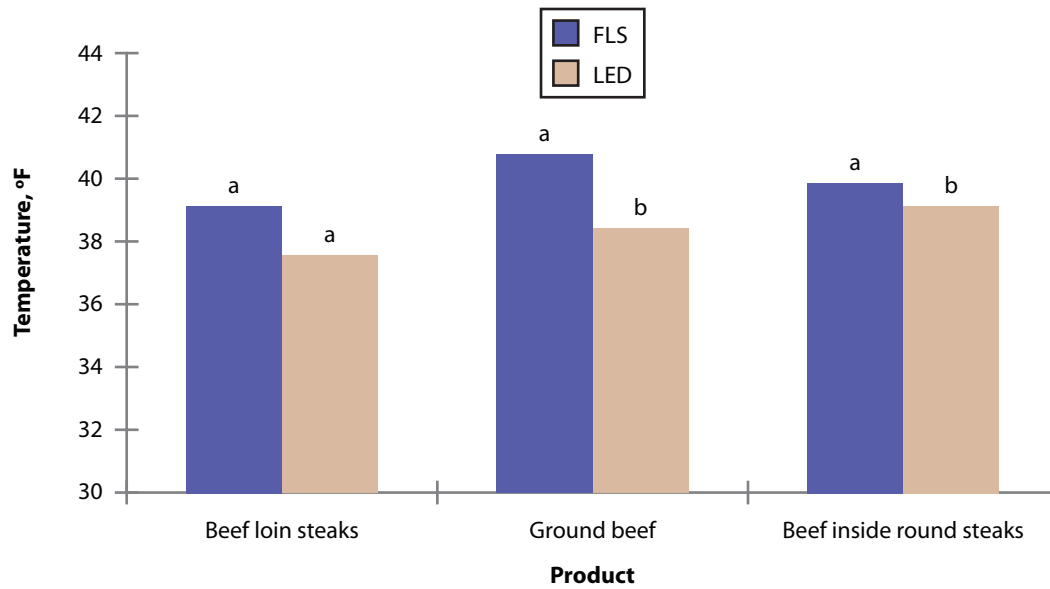 FLS
LED
44
42
40
38
36
34
32
30
Temperature, ºF
a
a
a
b
a
b
Beef loin steaks
Ground beef
Beef inside round steaks
Product